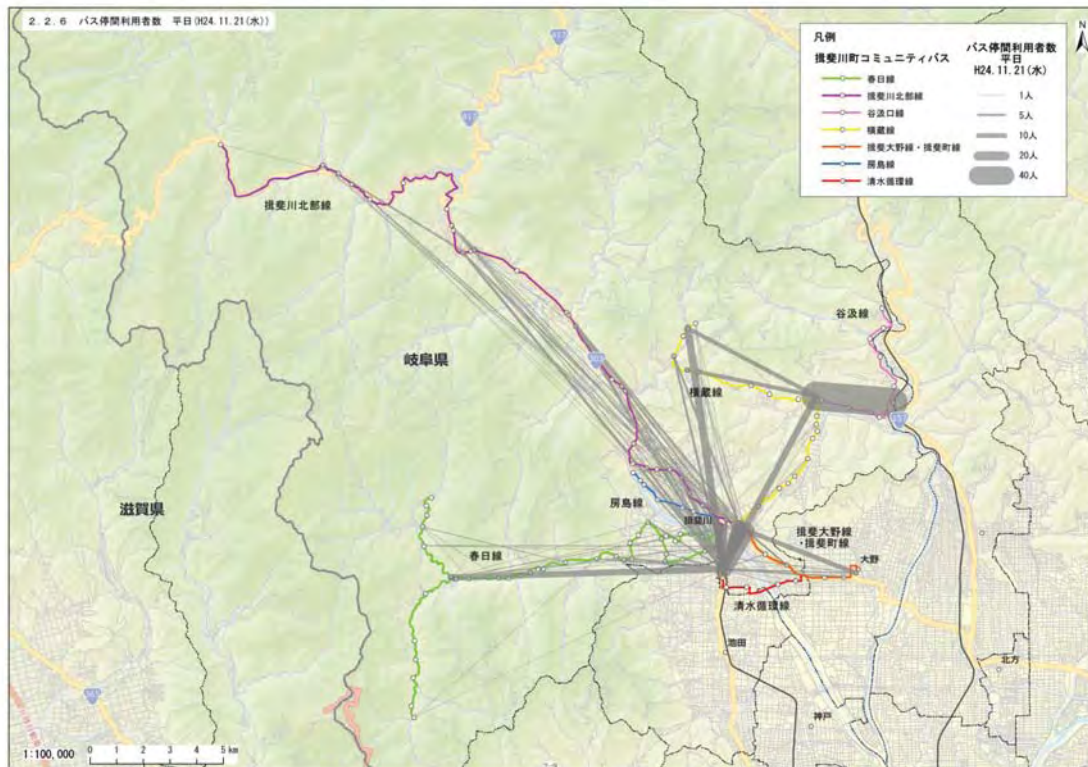 2.2.6 バス停間利用者数 平日(H24.11.21(水))
凡例
揖斐川町コミュニティバス
春日線
揖斐川北部線
谷汲口線
横蔵線
揖斐大野線・揖斐町線
房島線
清水循環線
バス停間利用者数
平日
H24.11.21(水)
1人
5人
10人
20人
40人
N
揖斐川北部線
谷汲線
岐阜県
横蔵線
滋賀県
房島線
揖斐川
揖斐大野線
・揖斐町線
春日線
大野
清水循環線
池田
北方
神戸
1:100,000
0 1 2 3 4 5 km
417
303